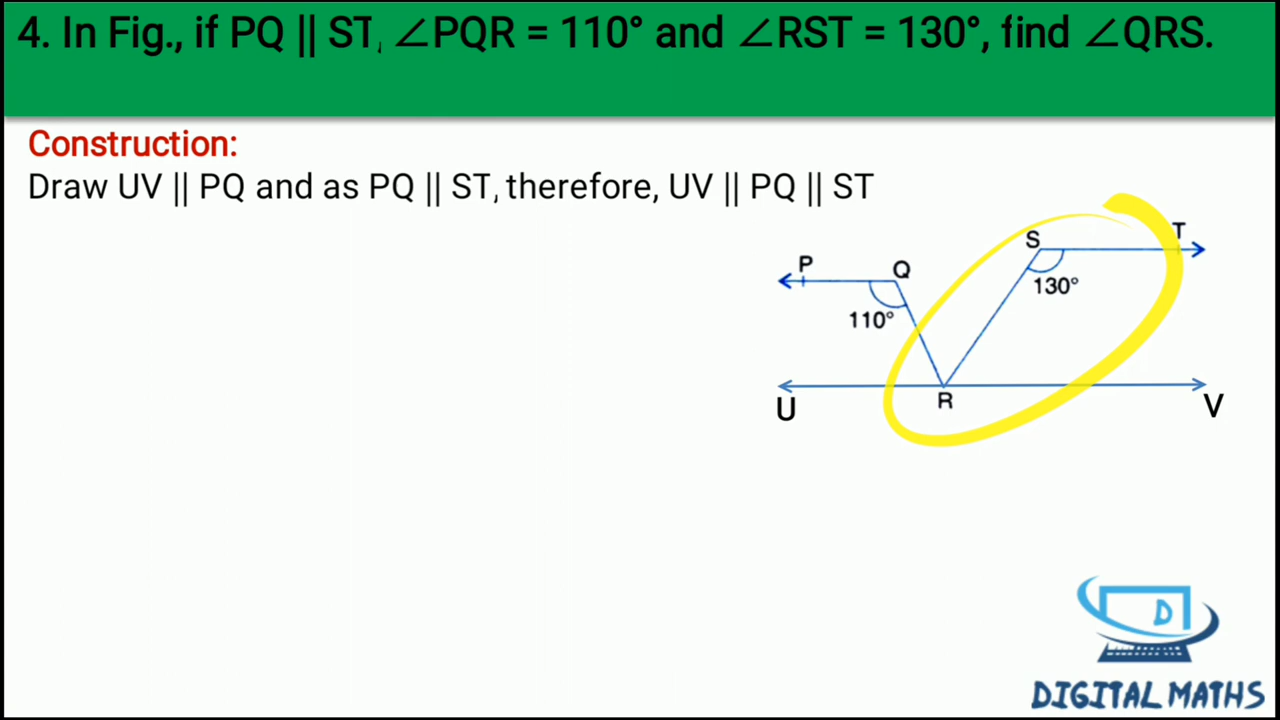 4. In Fig., if PQ || ST, ∠PQR = 110° and ∠RST = 130°, find ∠QRS.
Construction:
Draw UV || PQ and as PQ || ST, therefore, UV || PQ || ST
S T
P Q
130°
110°
U R V
D
DIGITAL MATHS